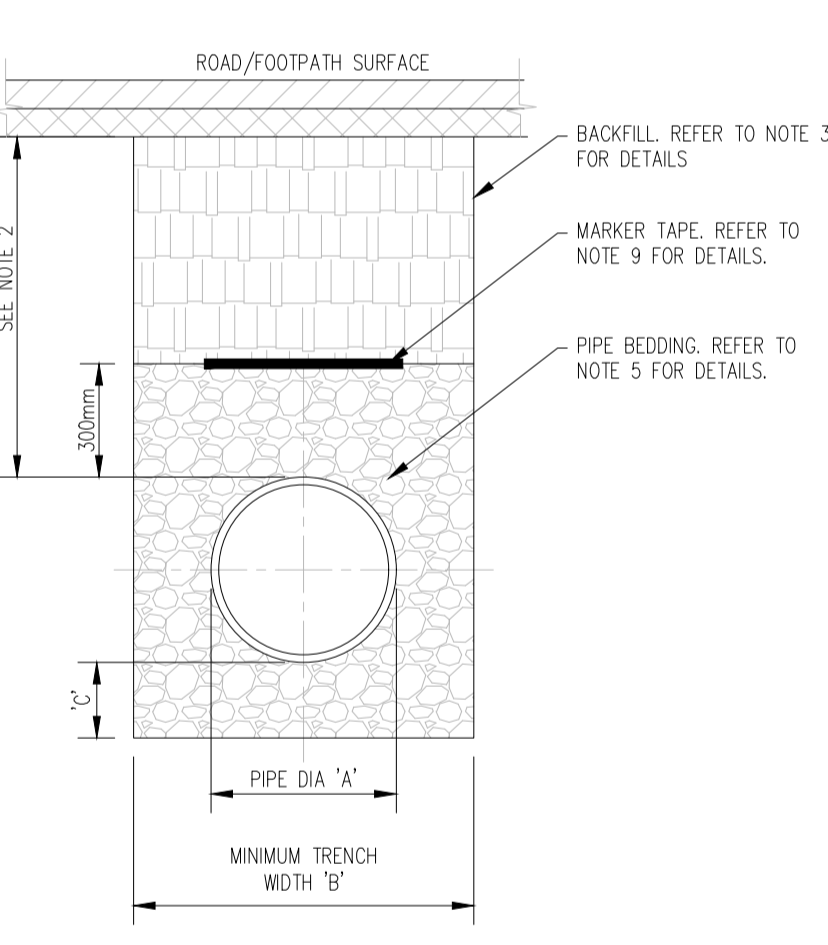 ROAD/FOOTPATH SURFACE
BACKFILL. REFER TO NOTE 3
FOR DETAILS
MARKER TAPE. REFER TO
NOTE 9 FOR DETAILS.
SEE NOTE 2
PIPE BEDDING. REFER TO
NOTE 5 FOR DETAILS.
300mm
'C'
PIPE DIA 'A'
MINIMUM TRENCH
WIDTH 'B'